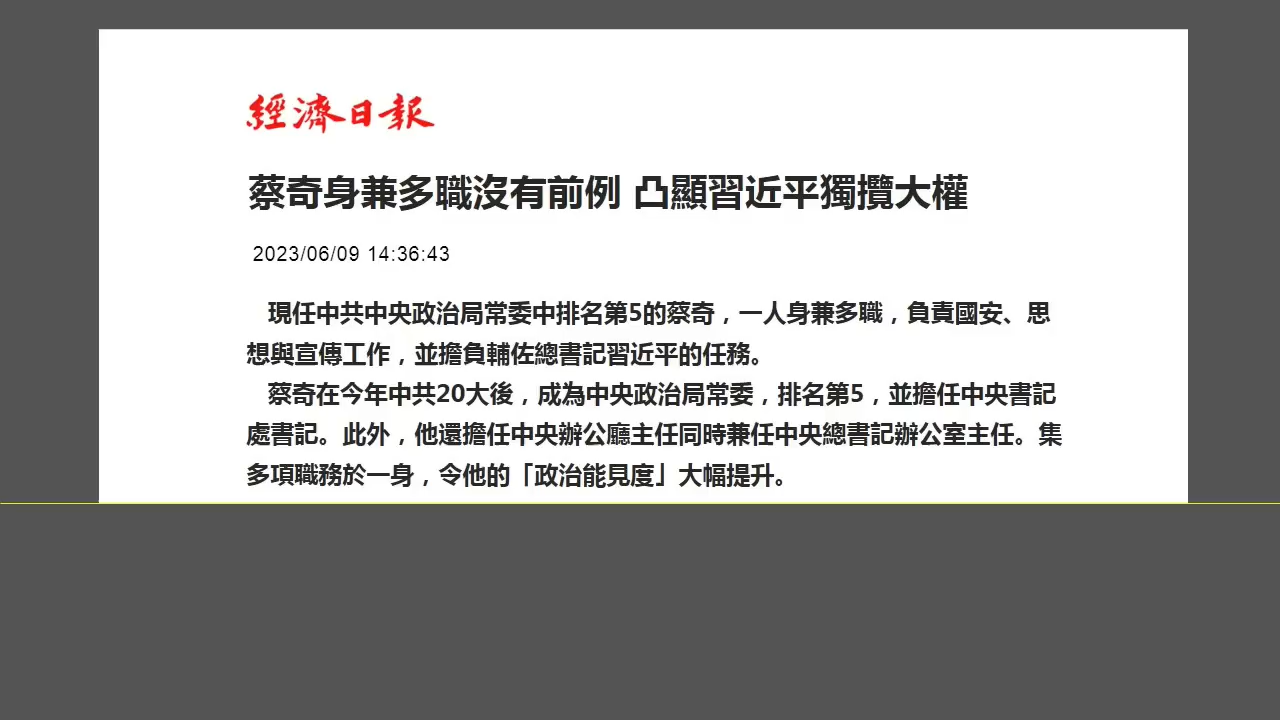 經濟日報
蔡奇身兼多職沒有前例 凸顯習近平獨攬大權
2023/06/09 14:36:43
現任中共中央政治局常委中排名第5的蔡奇，一人身兼多職，負責國安、思
想與宣傳工作，並擔負輔佐總書記習近平的任務。
蔡奇在今年中共20大後，成為中央政治局常委，排名第5，並擔任中央書記
處書記。此外，他還擔任中央辦公廳主任同時兼任中央總書記辦公室主任。集
多項職務於一身，令他的「政治能見度」大幅提升。